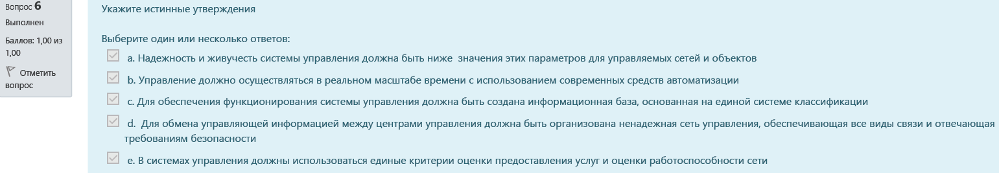 Вопрос 6
Выполнен
Баллов: 1,00 из
1,00
Отметить
вопрос
Укажите истинные утверждения
Выберите один или несколько ответов:
a. Надежность и живучесть системы управления должна быть ниже значения этих параметров для управляемых сетей и объектов
b. Управление должно осуществляться в реальном масштабе времени с использованием современных средств автоматизации
c. Для обеспечения функционирования системы управления должна быть создана информационная база, основанная на единой системе классификации
d. Для обмена управляющей информацией между центрами управления должна быть организована ненадежная сеть управления, обеспечивающая все виды связи и отвечающая
требованиям безопасности
e. В системах управления должны использоваться единые критерии оценки предоставления услуг и оценки работоспособности сети